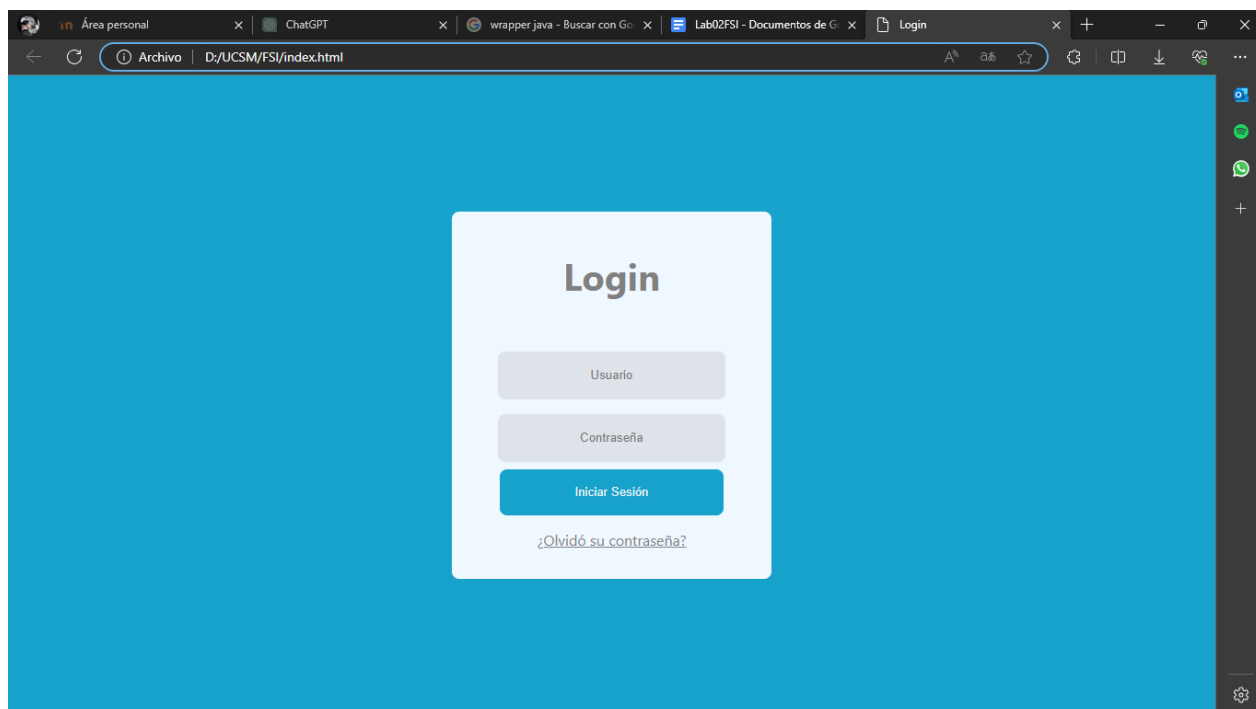 Área personal
ChatGPT
wrapper java - Buscar con Go
Lab02FSI - Documentos de G
Login
Archivo D:/UCSM/FSI/index.html
Login
Usuario
Contraseña
Iniciar Sesión
¿Olvidó su contraseña?